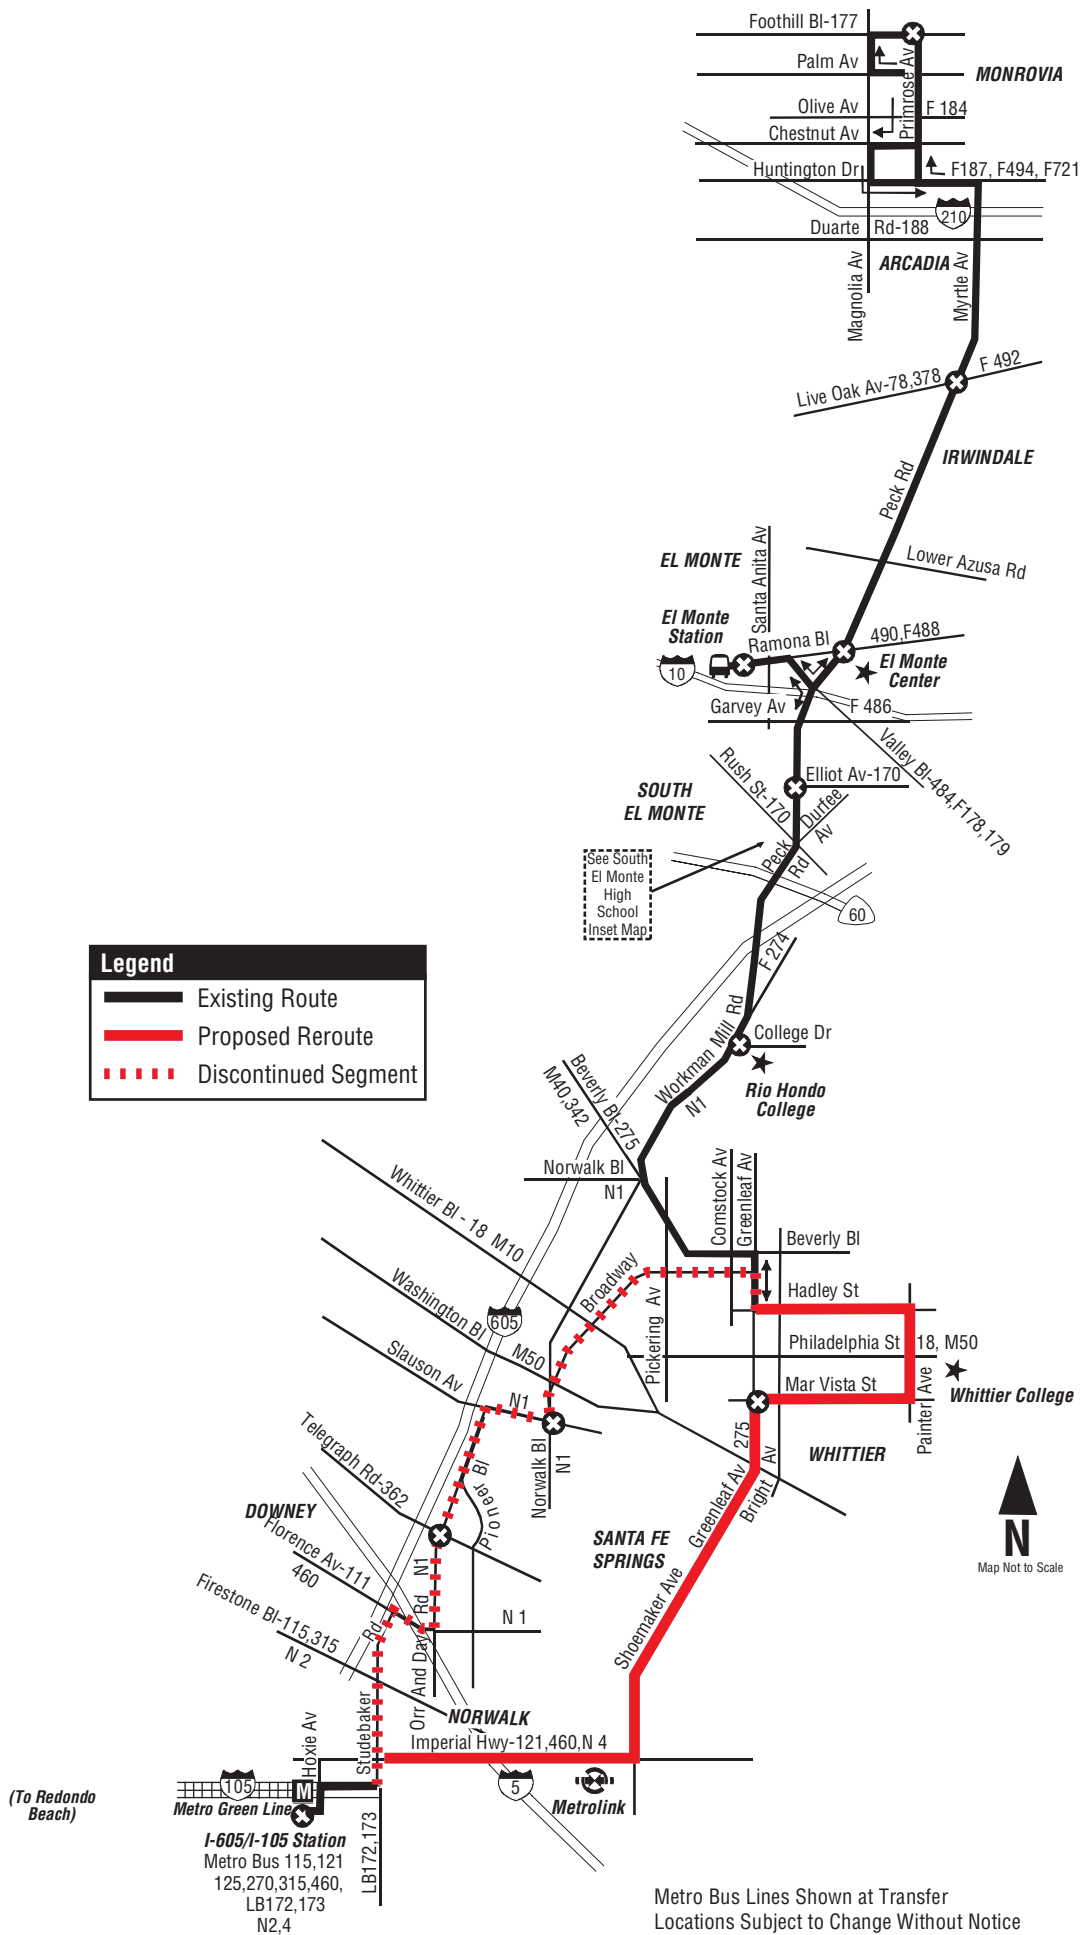 Foothill Bl-177
Palm Av
Primrose Av
MONROVIA
Olive Av
F 184
Chestnut Av
Huntington Dr
F187, F494, F721
210
Duarte Rd-188
ARCADIA
Magnolia Av
Myrtle Av
F 492
Live Oak Av-78,378
IRWINDALE
Peck Rd
Lower Azusa Rd
EL MONTE
Santa Anita Av
El Monte
Station
Ramona Bl
490,F488
El Monte
Center
10
Garvey Av
F 486
Valley Bl-484,F178,179
Rush St-170
Elliot Av-170
SOUTH
EL MONTE
Durfee
Av
Peck
Rd
See South
El Monte
High
School
Inset Map
60
F 274
Legend
Existing Route
Proposed Reroute
Discontinued Segment
Workman Mill Rd
N1
College Dr
Rio Hondo
College
Beverly Bl-275
M40,342
Norwalk Bl
N1
Comstock Av
Greenleaf Av
Whittier Bl - 18 M10
Beverly Bl
Broadway
Hadley St
Washington Bl
M50
605
Pickering Av
Philadelphia St
18, M50
Slauson Av
N1
Mar Vista St
Painter Ave
Whittier College
Telegraph Rd-362
Norwalk Bl
N1
275
WHITTIER
Pioneer Bl
Greenleaf Av
Bright Av
DOWNEY
Florence Av-111
460
SANTA FE
SPRINGS
N
Map Not to Scale
Firestone Bl-115,315
N 2
N1
N 1
Orr And Day Rd
Shoemaker Ave
Studebaker Rd
NORWALK
Hoxie Av
Imperial Hwy-121,460,N 4
105
M
5
Metrolink
(To Redondo
Beach)
Metro Green Line
I-605/I-105 Station
Metro Bus 115,121
125,270,315,460,
LB172,173
N2,4
LB172,173
Metro Bus Lines Shown at Transfer
Locations Subject to Change Without Notice